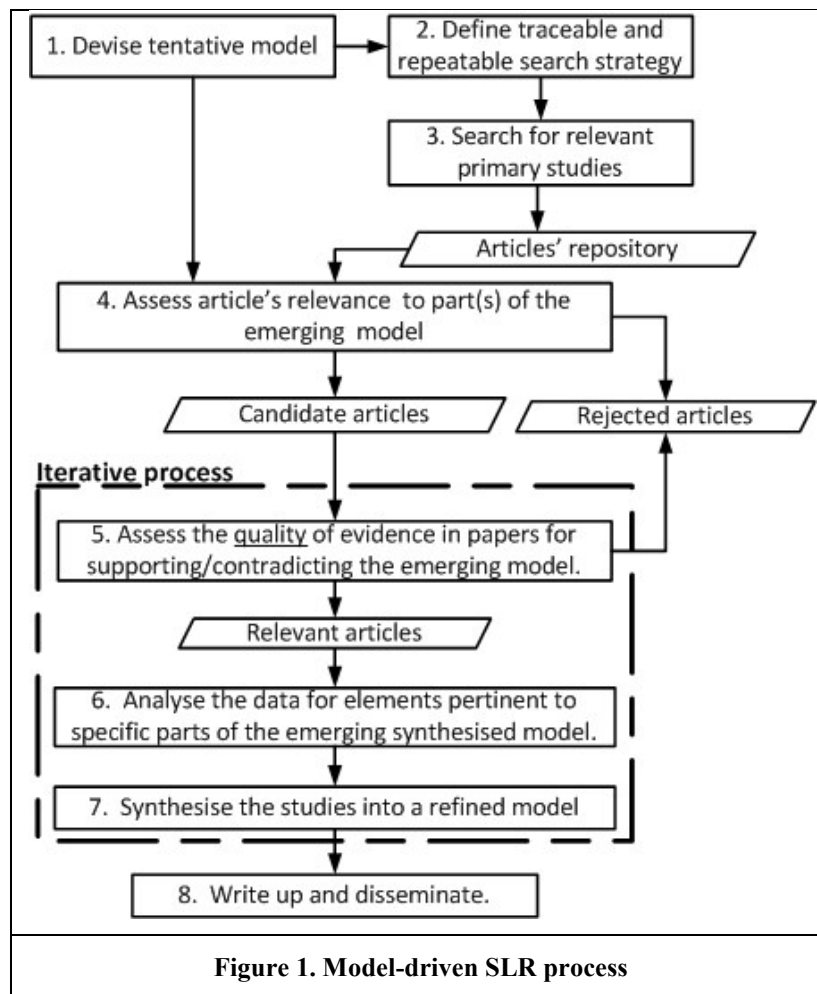 1. Devise tentative model
2. Define traceable and
repeatable search strategy
3. Search for relevant
primary studies
Articles' repository
4. Assess article's relevance to part(s) of the
emerging model
Candidate articles
Rejected articles
Iterative process
5. Assess the quality of evidence in papers for
supporting/contradicting the emerging model.
Relevant articles
6. Analyse the data for elements pertinent to
specific parts of the emerging synthesised model.
7. Synthesise the studies into a refined model
8. Write up and disseminate.
Figure 1. Model-driven SLR process